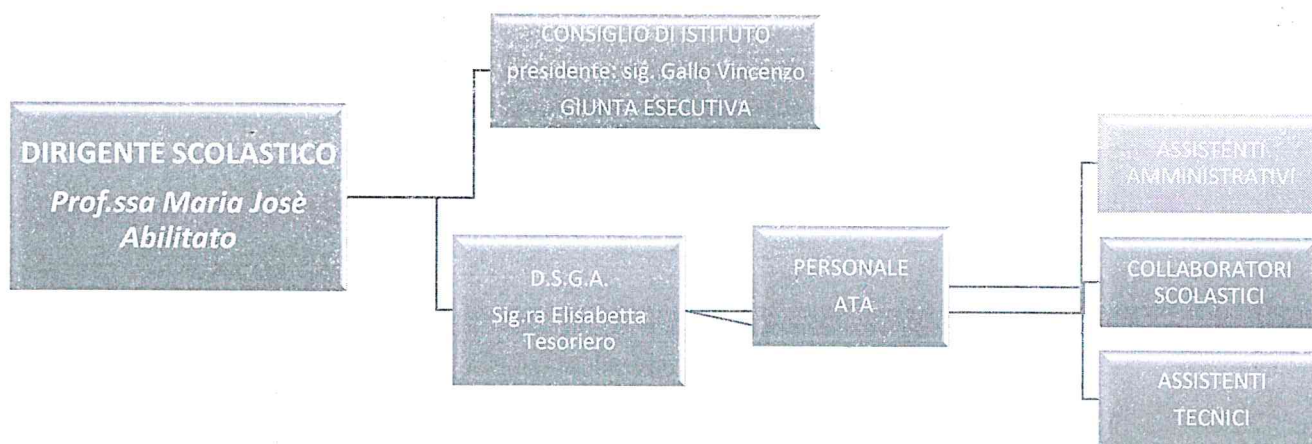 CONSIGLIO DI ISTITUTO
presidente: sig. Gallo Vincenzo
GIUNTA ESECUTIVA
DIRIGENTE SCOLASTICO
Prof.ssa Maria Josè
Abilitato
D.S.G.A.
Sig.ra Elisabetta
Tesoriero
PERSONALE
ATA
ASSISTENTI
AMMINISTRATIVI
COLLABORATORI
SCOLASTICI
ASSISTENTI
TECNICI